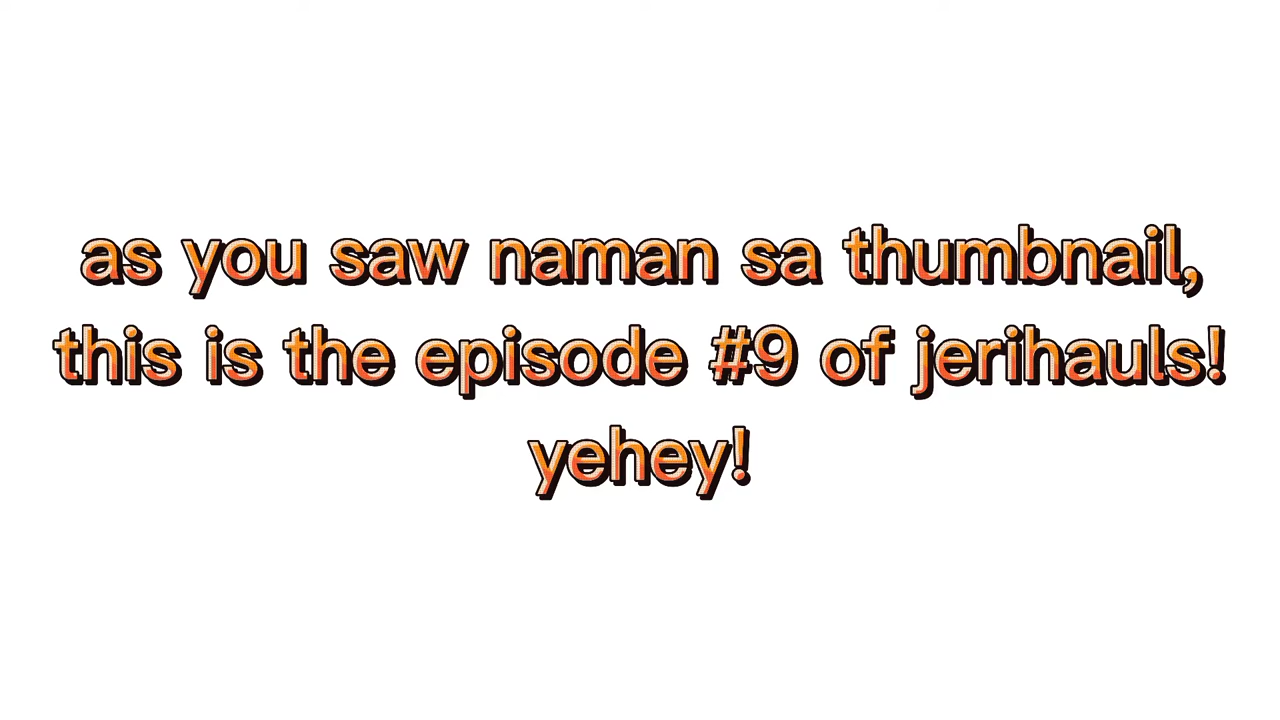 as you saw naman sa thumbnail,
this is the episode #9 of jerihauls!
yehey!